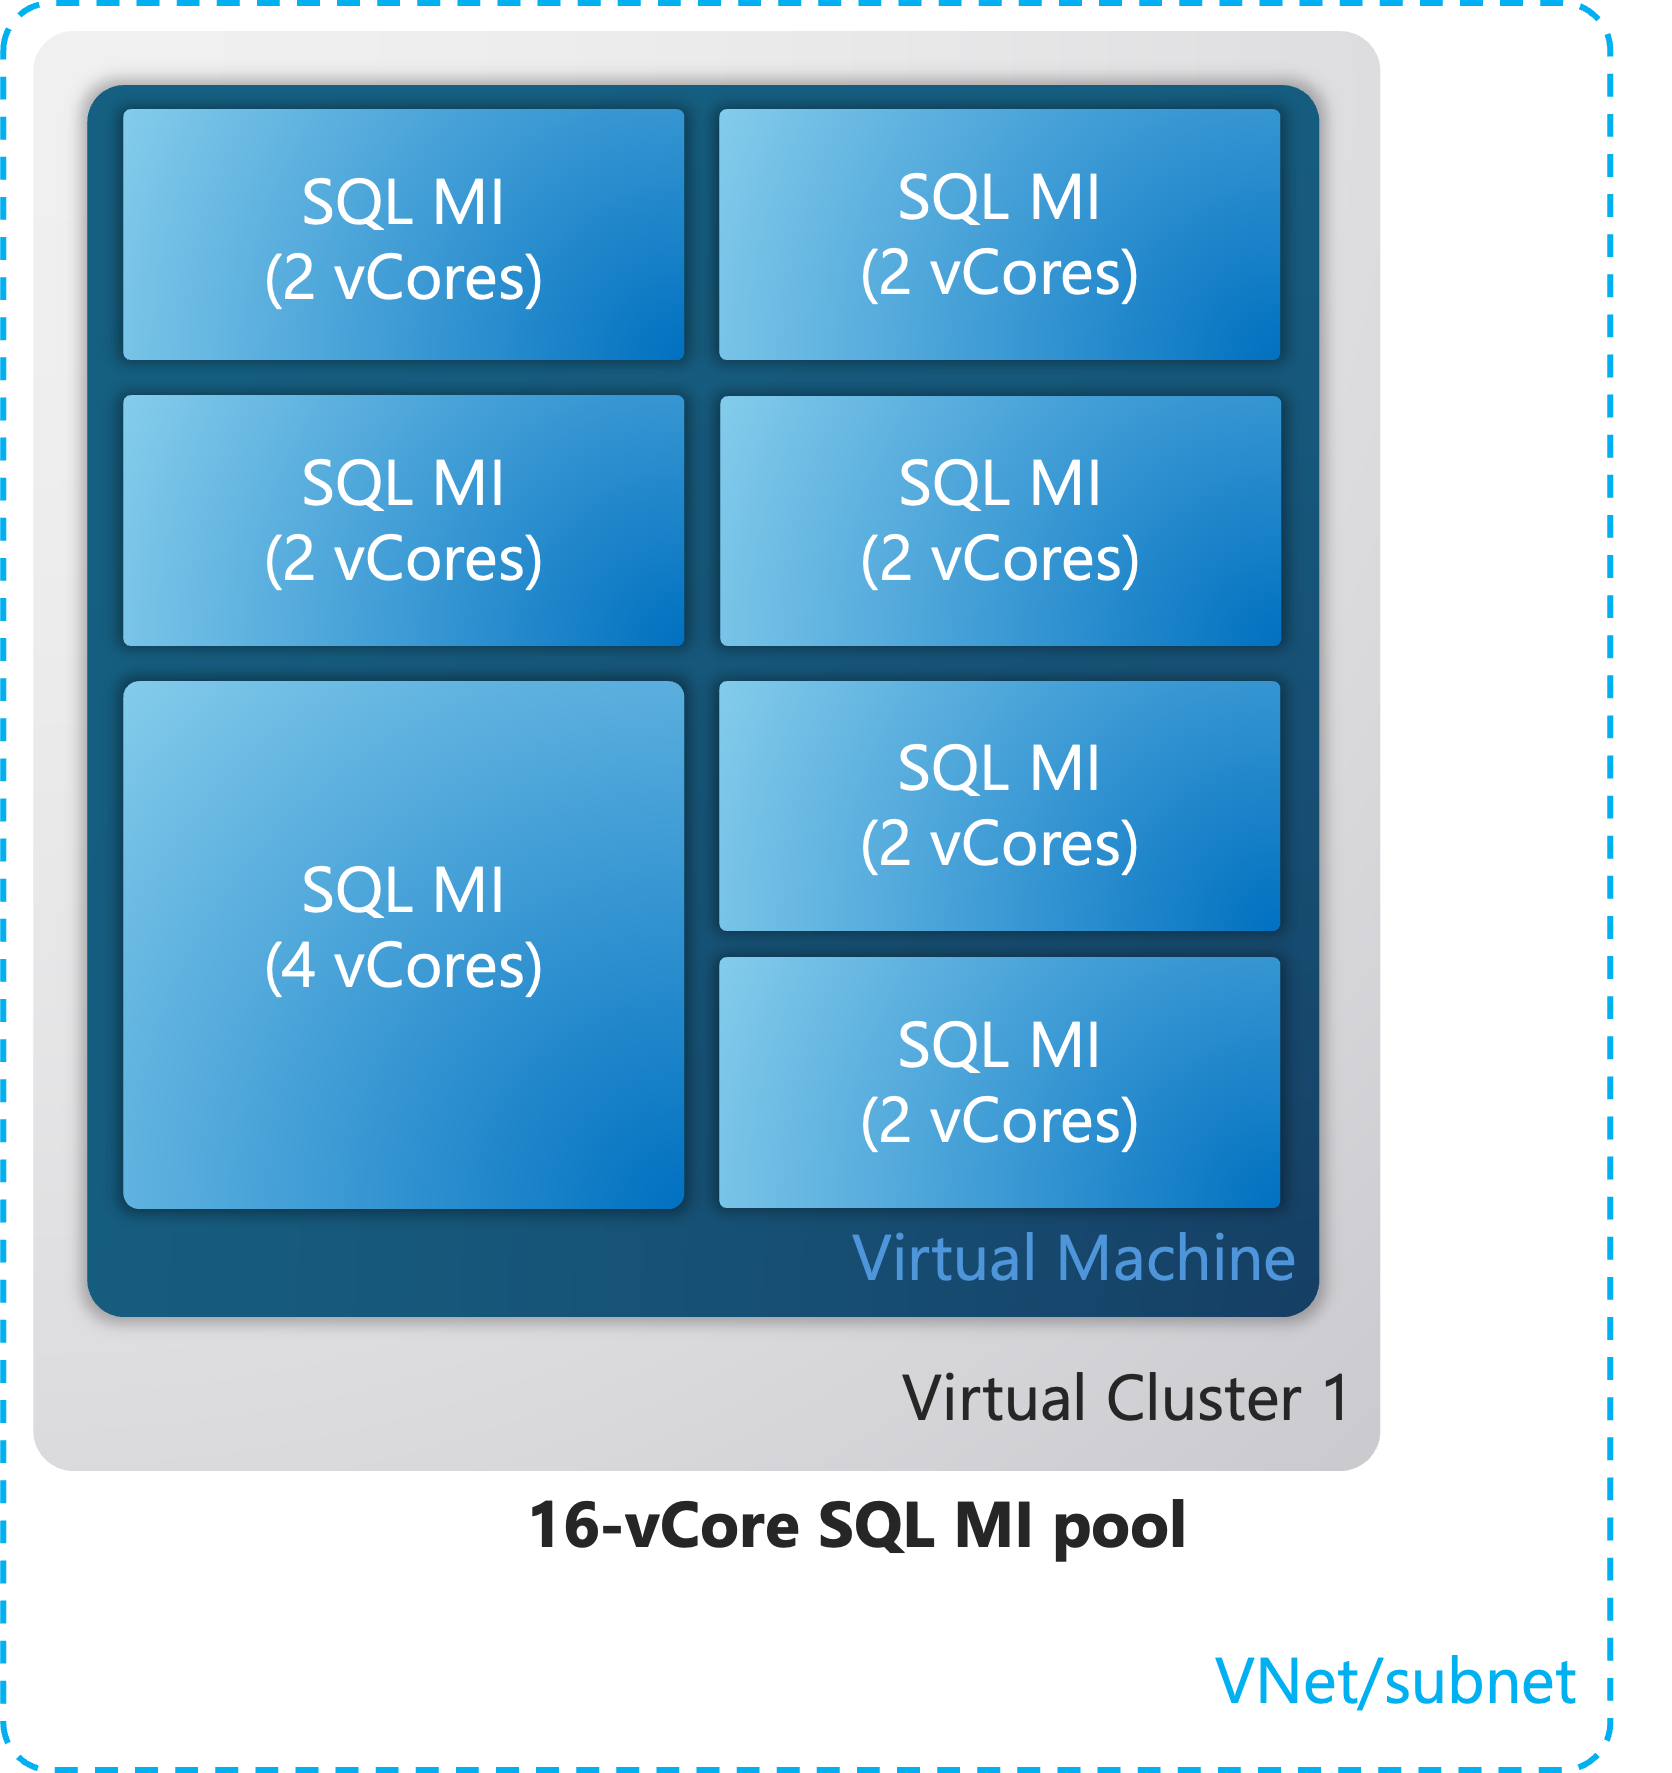 SQL MI
(2 vCores)
SQL MI
(2 vCores)
SQL MI
(2 vCores)
SQL MI
(2 vCores)
SQL MI
(4 vCores)
SQL MI
(2 vCores)
SQL MI
(2 vCores)
Virtual Machine
Virtual Cluster 1
16-vCore SQL MI pool
VNet/subnet